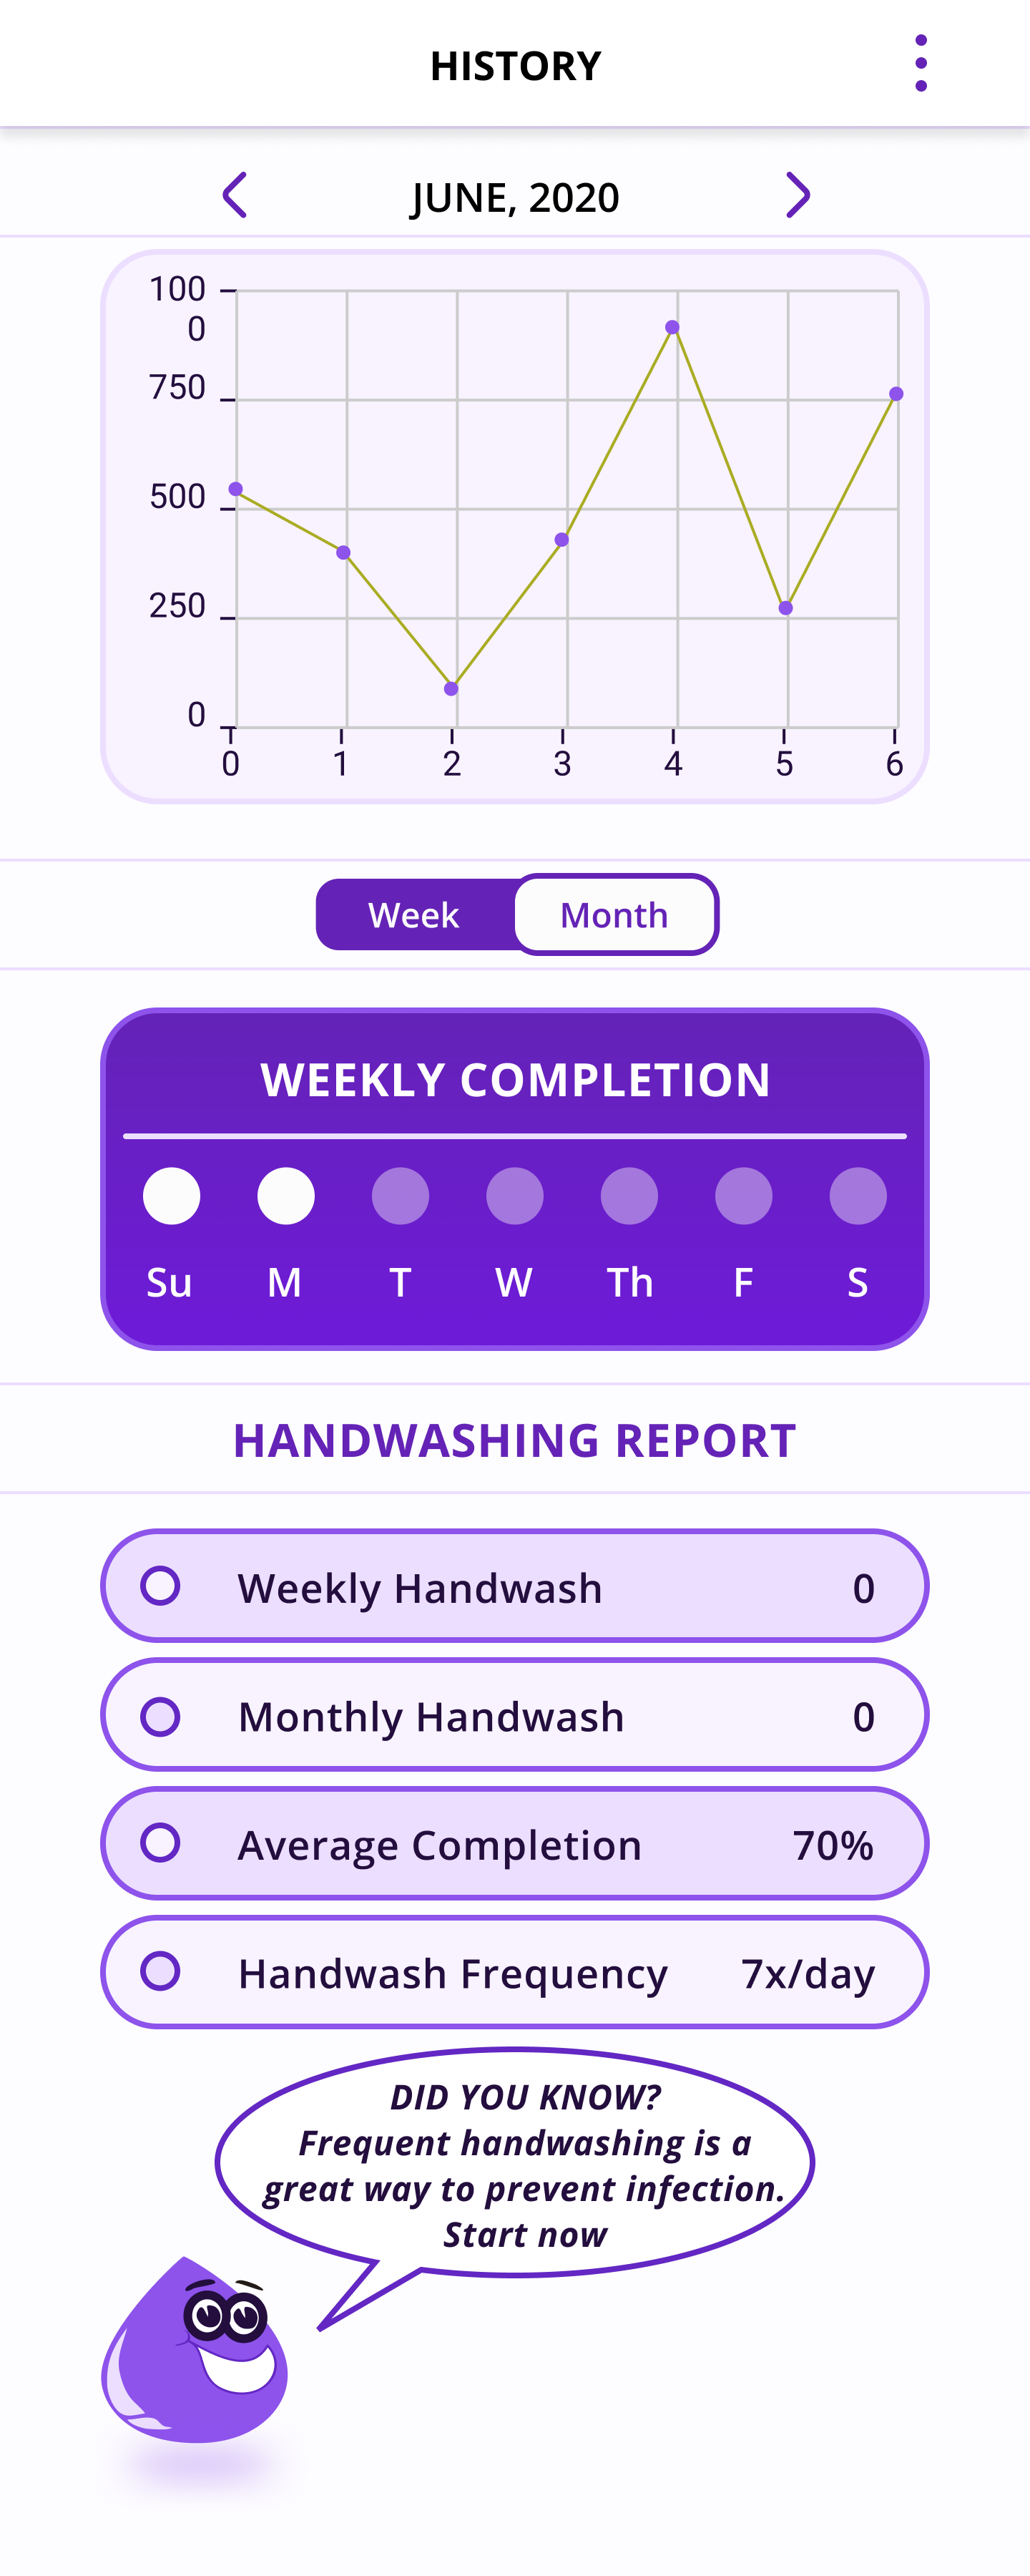 HISTORY
JUNE, 2020
100
0
750
500
250
0
0 1 2 3 4 5 6
Week Month
WEEKLY COMPLETION
Su M T W Th F S
HANDWASHING REPORT
Weekly Handwash 0
Monthly Handwash 0
Average Completion 70%
Handwash Frequency 7x/day
DID YOU KNOW?
Frequent handwashing is a
great way to prevent infection.
Start now